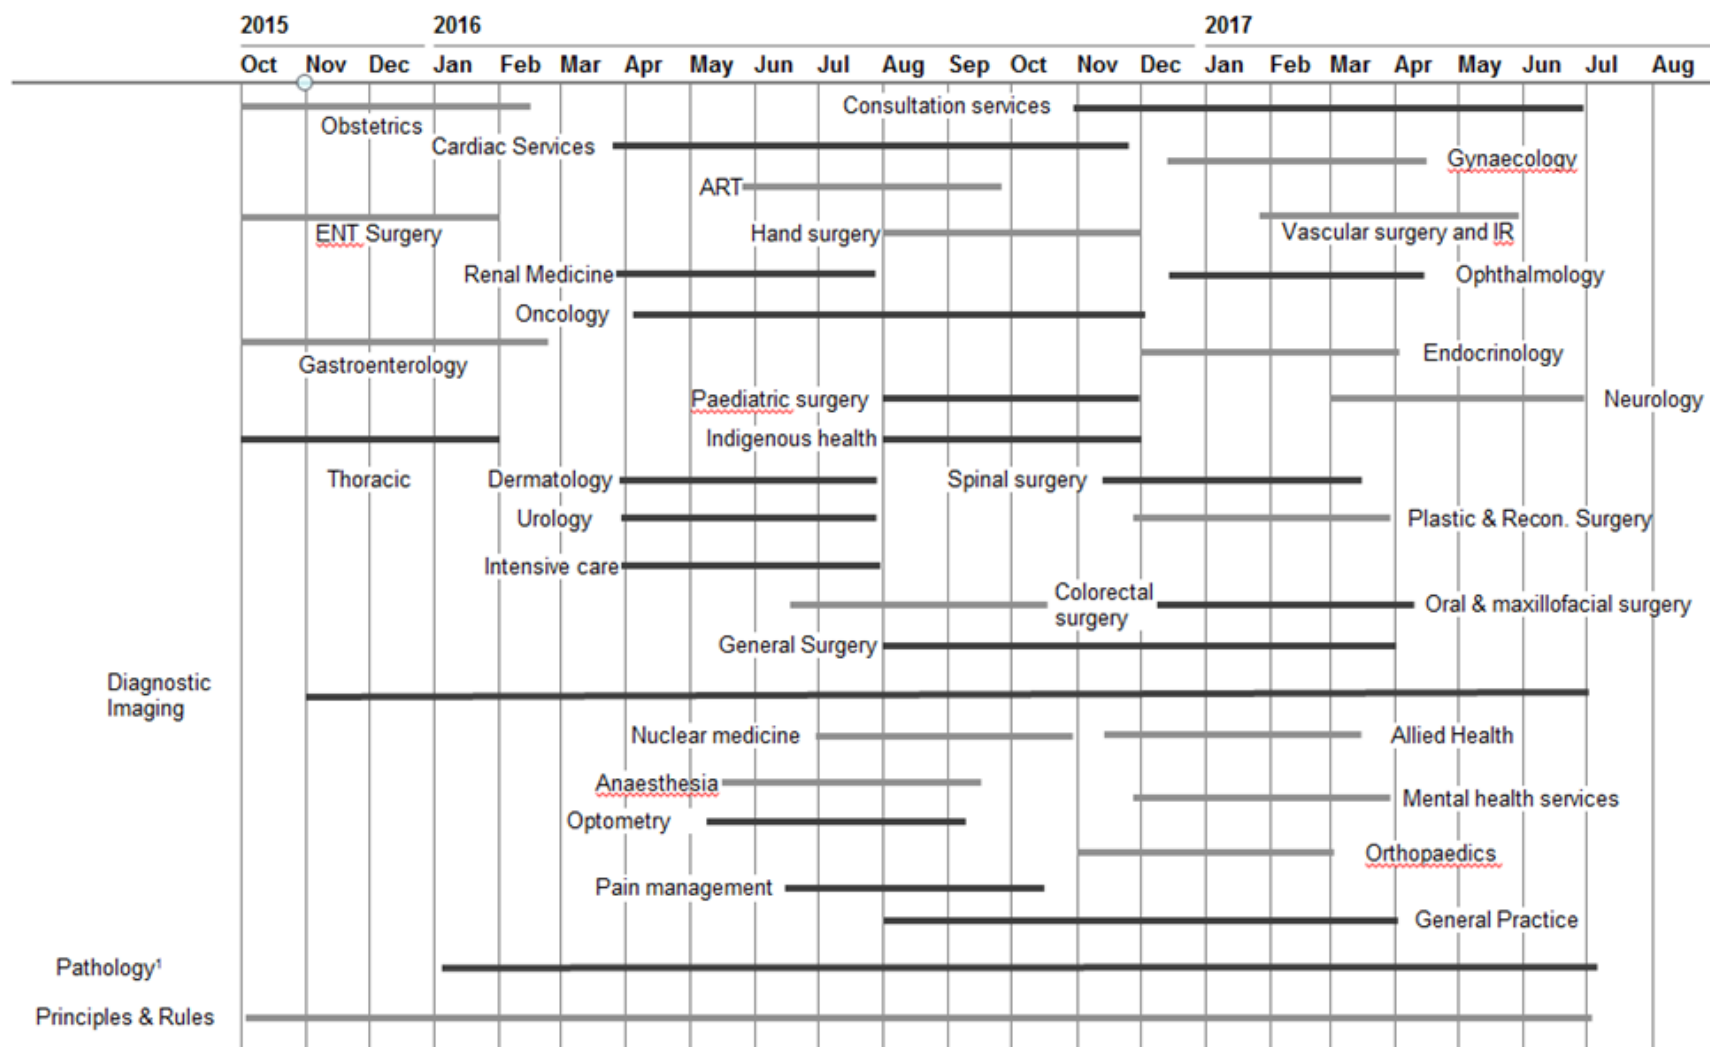 2015 2016 2017
Oct Nov Dec Jan Feb Mar Apr May Jun Jul Aug Sep Oct Nov Dec Jan Feb Mar Apr May Jun Jul Aug
Consultation services
Obstetrics
Cardiac Services
Gynaecology
ART
ENT Surgery
Hand surgery
Vascular surgery and IR
Renal Medicine
Ophthalmology
Oncology
Gastroenterology
Endocrinology
Paediatric surgery
Neurology
Indigenous health
Thoracic
Dermatology
Spinal surgery
Urology
Plastic & Recon. Surgery
Intensive care
Colorectal
surgery
Oral & maxillofacial surgery
General Surgery
Diagnostic
Imaging
Nuclear medicine
Allied Health
Anaesthesia
Mental health services
Optometry
Orthopaedics
Pain management
General Practice
Pathology¹
Principles & Rules